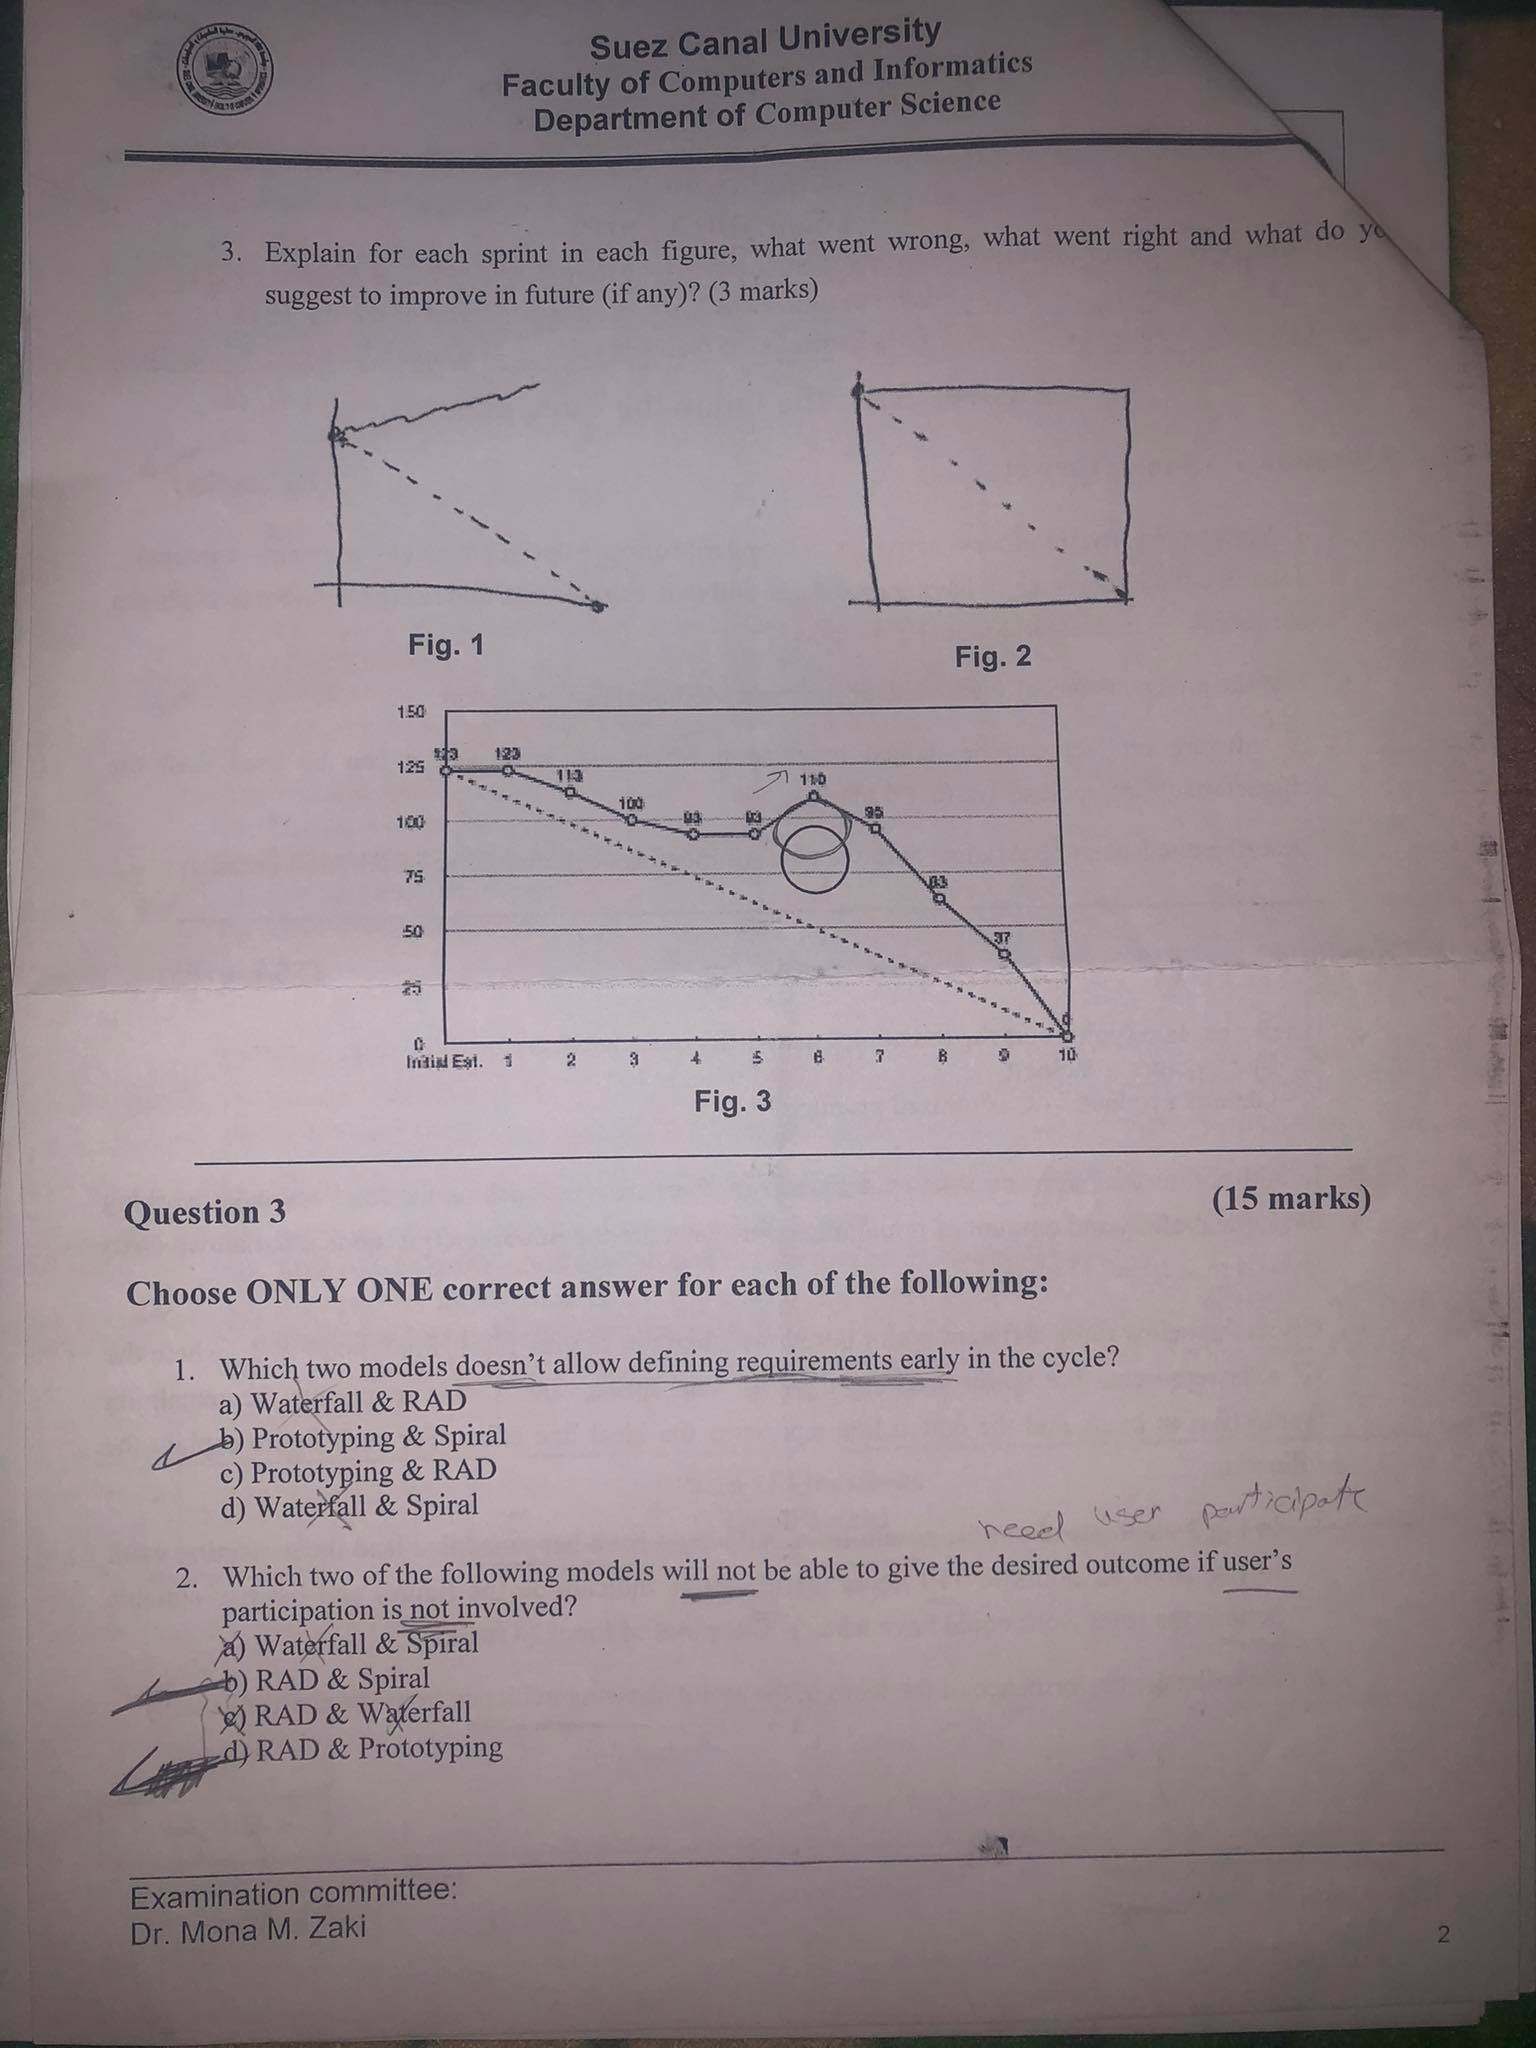 Suez Canal University
Faculty of Computers and Informatics
Department of Computer Science
3. Explain for each sprint in each figure, what went wrong, what went right and what do
suggest to improve in future (if any)? (3 marks)
Fig. 1
Fig. 2
150
125
100
75
50
25
0
123
123
113
100
93
93
110
95
63
37
0
Initial Est. 1 2 3 4 5 6 7 8 9 10
Fig. 3
Question 3 (15 marks)
Choose ONLY ONE correct answer for each of the following:
1. Which two models doesn't allow defining requirements early in the cycle?
a) Waterfall & RAD
b) Prototyping & Spiral
c) Prototyping & RAD
d) Waterfall & Spiral
need user participate
2. Which two of the following models will not be able to give the desired outcome if user's
participation is not involved?
a) Waterfall & Spiral
b) RAD & Spiral
c) RAD & Waterfall
d) RAD & Prototyping
Examination committee:
Dr. Mona M. Zaki
2